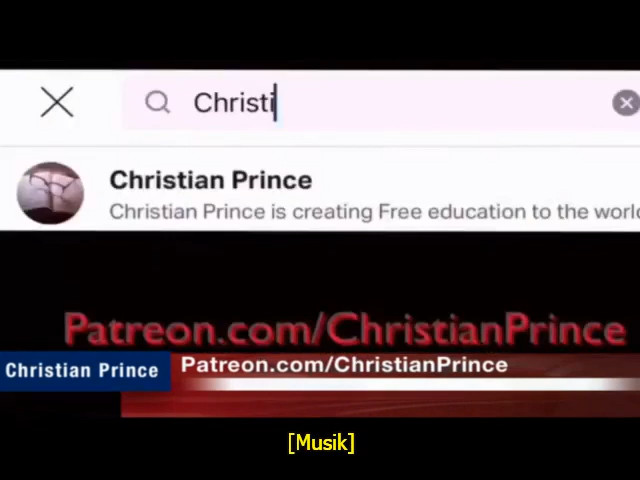 Christi
Christian Prince
Christian Prince is creating Free education to the worl
Patreon.com/ChristianPrince
Christian Prince
Patreon.com/ChristianPrince
[Musik]